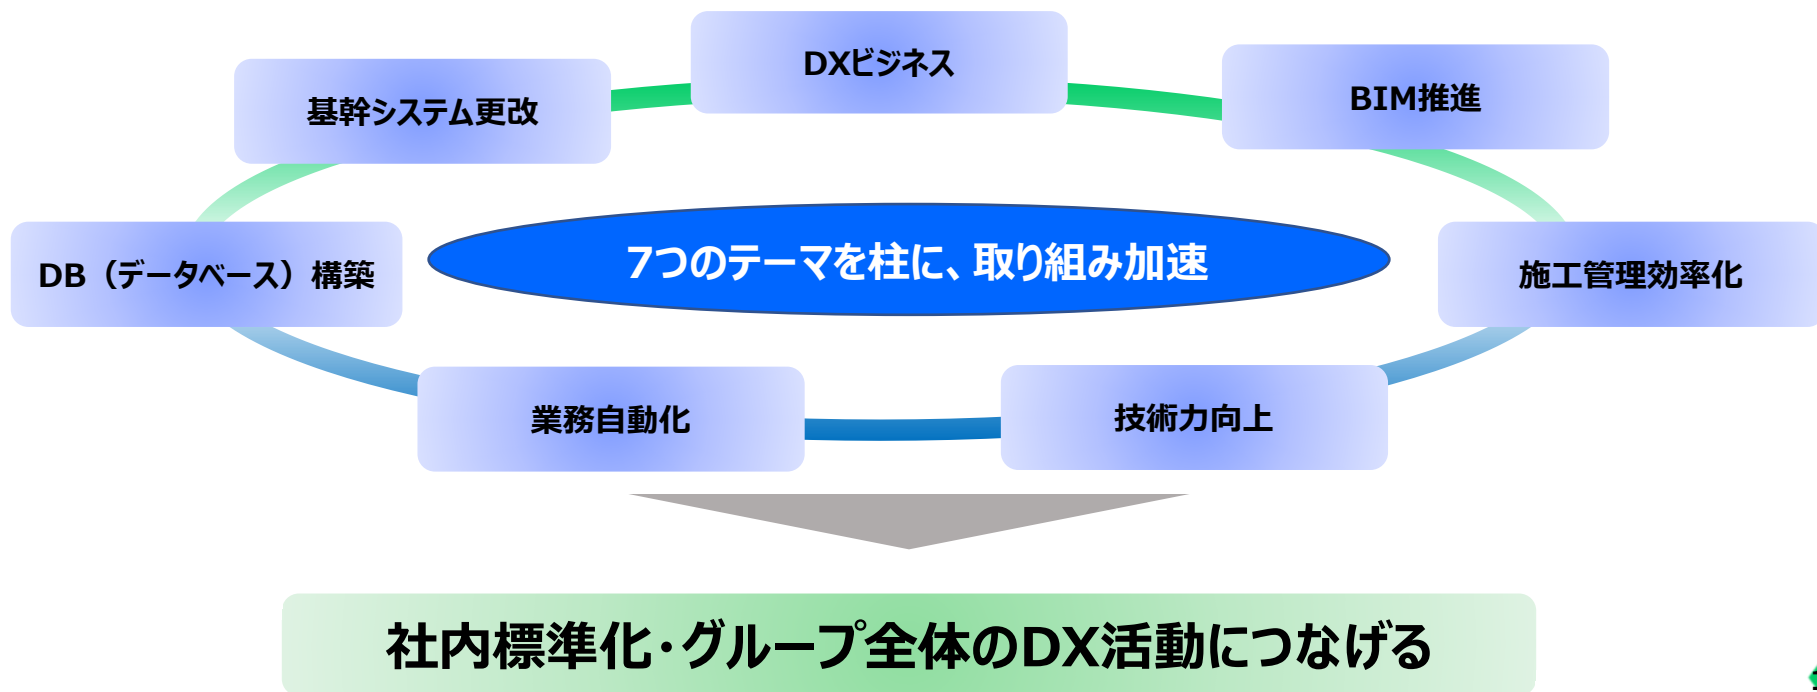 DXビジネス
基幹システム更改
BIM推進
DB（データベース）構築
7つのテーマを柱に、取り組み加速
施工管理効率化
業務自動化
技術力向上
社内標準化・グループ全体のDX活動につなげる